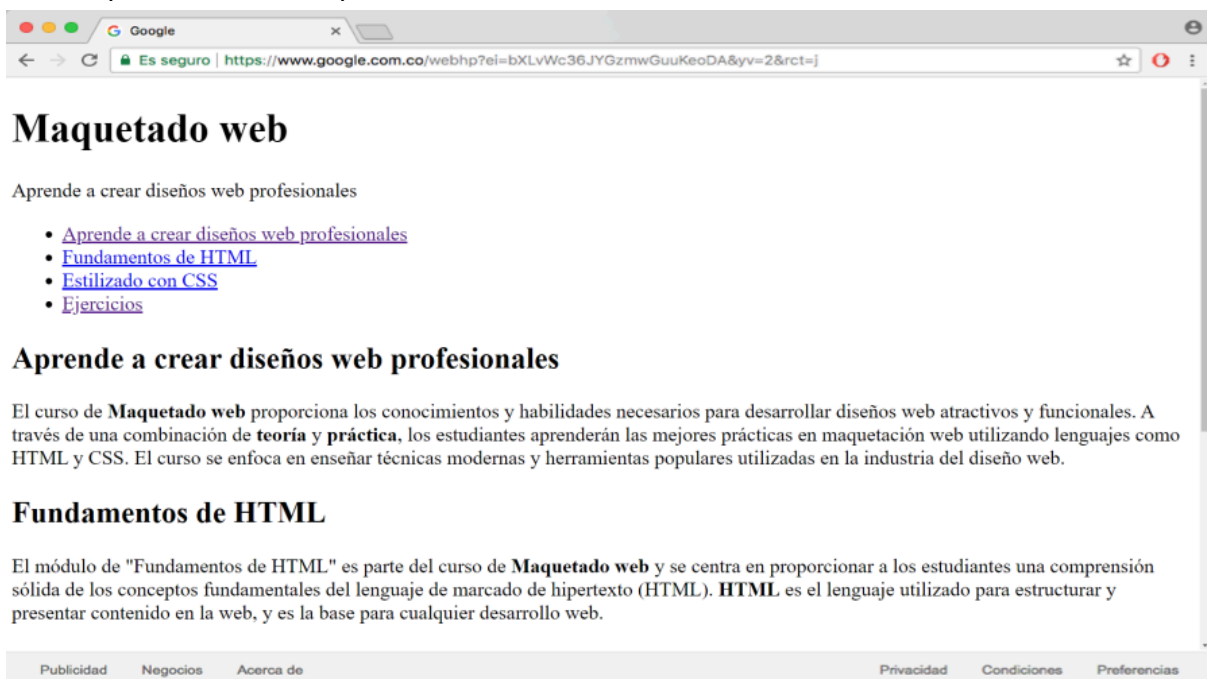 Google
Es seguro | https://www.google.com.co/webhp?ei=bXLvWc36JYGzmwGuuKeoDA&yv=2&rct=j
Maquetado web
Aprende a crear diseños web profesionales
Aprende a crear diseños web profesionales
Fundamentos de HTML
Estilizado con CSS
Ejercicios
Aprende a crear diseños web profesionales
El curso de Maquetado web proporciona los conocimientos y habilidades necesarios para desarrollar diseños web atractivos y funcionales. A
través de una combinación de teoría y práctica, los estudiantes aprenderán las mejores prácticas en maquetación web utilizando lenguajes como
HTML y CSS. El curso se enfoca en enseñar técnicas modernas y herramientas populares utilizadas en la industria del diseño web.
Fundamentos de HTML
El módulo de "Fundamentos de HTML" es parte del curso de Maquetado web y se centra en proporcionar a los estudiantes una comprensión
sólida de los conceptos fundamentales del lenguaje de marcado de hipertexto (HTML). HTML es el lenguaje utilizado para estructurar y
presentar contenido en la web, y es la base para cualquier desarrollo web.
Publicidad Negocios Acerca de Privacidad Condiciones Preferencias